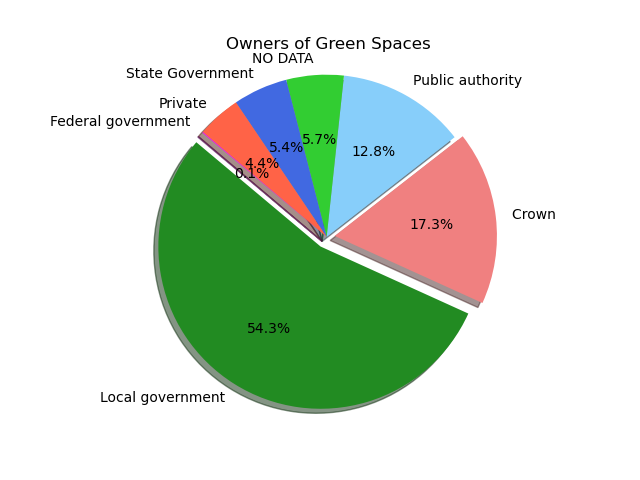 Owners of Green Spaces
NO DATA
State Government
Public authority
Private
Federal government
5.7%
5.4%
12.8%
4.4%
0.1%
Crown
17.3%
54.3%
Local government